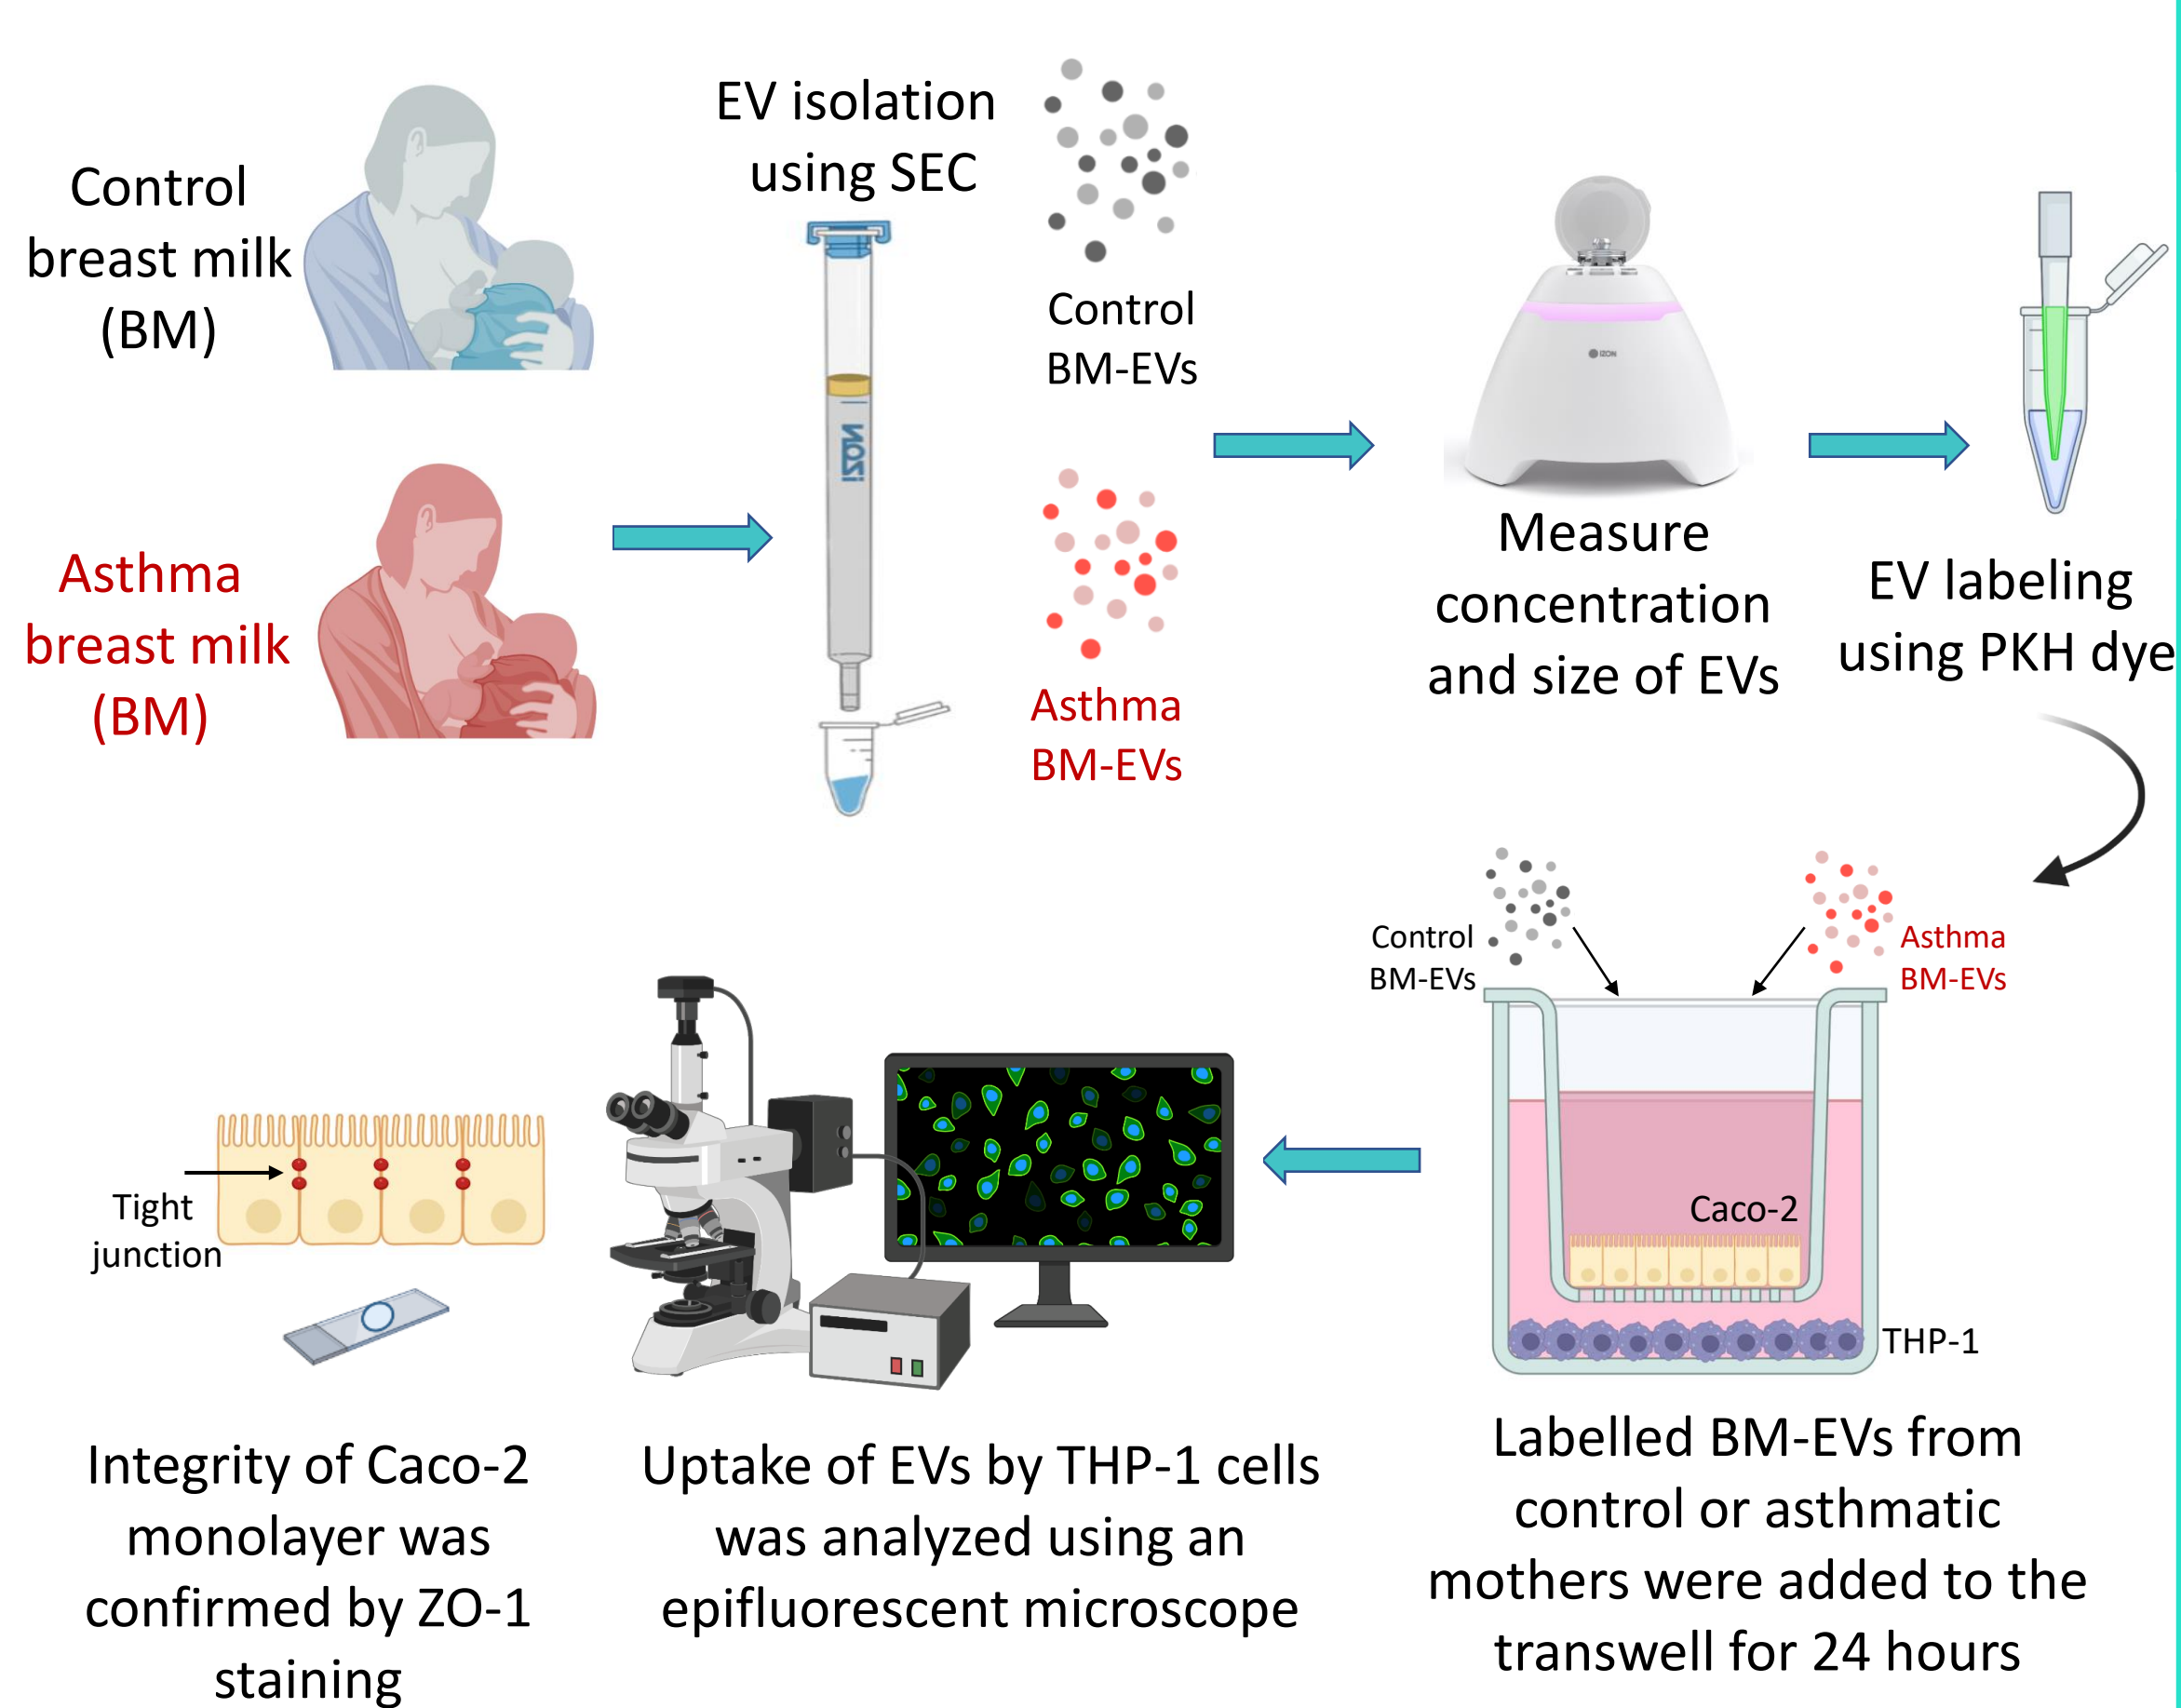 Control
breast milk
(BM)
EV isolation
using SEC
Control
BM-EVs
IZON
IZON
Asthma
breast milk
(BM)
Asthma
BM-EVs
Measure
concentration
and size of EVs
EV labeling
using PKH dye
Control
BM-EVs
Asthma
BM-EVs
Caco-2
THP-1
Labelled BM-EVs from
control or asthmatic
mothers were added to the
transwell for 24 hours
Uptake of EVs by THP-1 cells
was analyzed using an
epifluorescent microscope
Tight
junction
Integrity of Caco-2
monolayer was
confirmed by ZO-1
staining